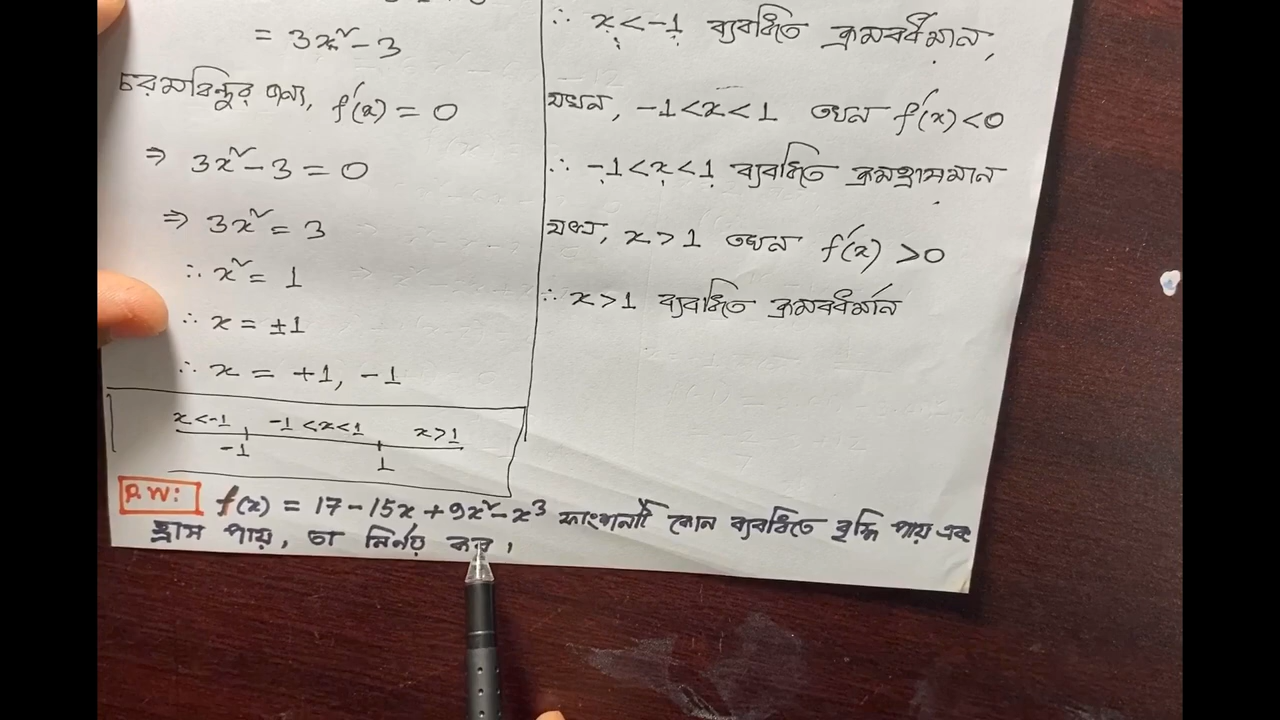 = 3x² - 3
চরমবিন্দুর জন্য, f′(x) = 0
⇒ 3x² - 3 = 0
⇒ 3x² = 3
∴ x² = 1
∴ x = ±1
∴ x = +1, -1
x<-1 -1<x<1 x>1
-1 1
∴ x < -1 ব্যবধিতে ক্রমবর্ধমান,
যখন, -1 < x < 1 তখন f′(x) < 0
∴ -1 < x < 1 ব্যবধিতে ক্রমহ্রাসমান
যখন, x > 1 তখন f′(x) > 0
∴ x > 1 ব্যবধিতে ক্রমবর্ধমান
P.W: f(x) = 17 - 15x + 9x² - x³ ফাংশনটি কোন ব্যবধিতে বৃদ্ধি পায় এবং
হ্রাস পায়, তা নির্ণয় কর।